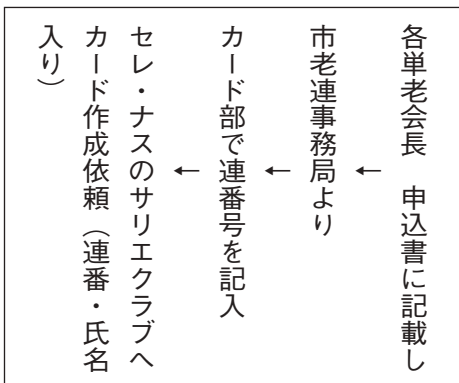 各単老会長　申込書に記載し
←
市老連事務局より
←
カード部で連番号を記入
←
セレ・ナスのサリエクラブへ
カード作成依頼（連番・氏名
入り）